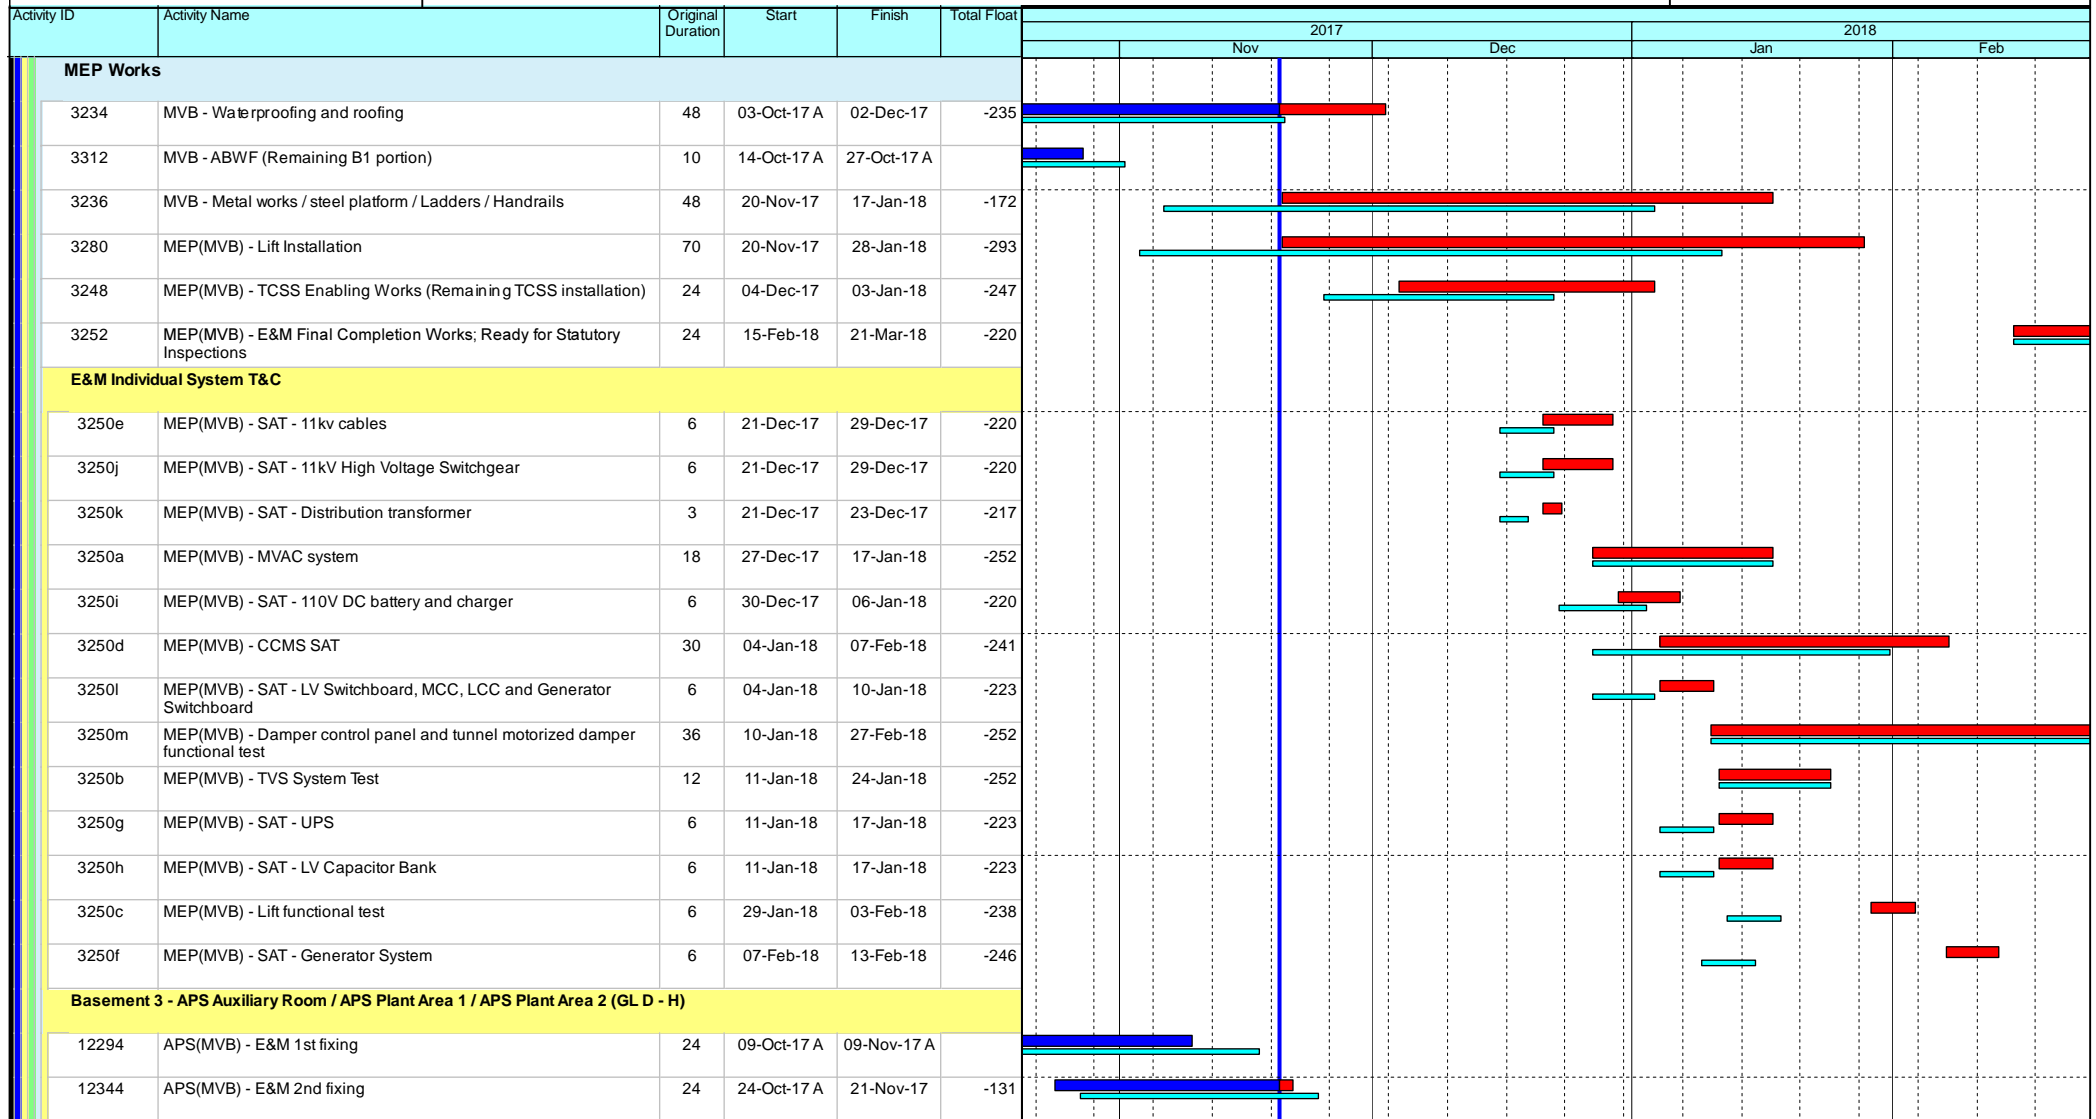 Activity ID Activity Name Original Duration Start Finish Total Float
2017 2018
Nov Dec Jan Feb
MEP Works
3234 MVB - Waterproofing and roofing 48 03-Oct-17 A 02-Dec-17 -235
3312 MVB - ABWF (Remaining B1 portion) 10 14-Oct-17 A 27-Oct-17 A
3236 MVB - Metal works / steel platform / Ladders / Handrails 48 20-Nov-17 17-Jan-18 -172
3280 MEP(MVB) - Lift Installation 70 20-Nov-17 28-Jan-18 -293
3248 MEP(MVB) - TCSS Enabling Works (Remaining TCSS installation) 24 04-Dec-17 03-Jan-18 -247
3252 MEP(MVB) - E&M Final Completion Works; Ready for Statutory 24 15-Feb-18 21-Mar-18 -220
Inspections
E&M Individual System T&C
3250e MEP(MVB) - SAT - 11kv cables 6 21-Dec-17 29-Dec-17 -220
3250j MEP(MVB) - SAT - 11kV High Voltage Switchgear 6 21-Dec-17 29-Dec-17 -220
3250k MEP(MVB) - SAT - Distribution transformer 3 21-Dec-17 23-Dec-17 -217
3250a MEP(MVB) - MVAC system 18 27-Dec-17 17-Jan-18 -252
3250i MEP(MVB) - SAT - 110V DC battery and charger 6 30-Dec-17 06-Jan-18 -220
3250d MEP(MVB) - CCMS SAT 30 04-Jan-18 07-Feb-18 -241
3250l MEP(MVB) - SAT - LV Switchboard, MCC, LCC and Generator 6 04-Jan-18 10-Jan-18 -223
Switchboard
3250m MEP(MVB) - Damper control panel and tunnel motorized damper 36 10-Jan-18 27-Feb-18 -252
functional test
3250b MEP(MVB) - TVS System Test 12 11-Jan-18 24-Jan-18 -252
3250g MEP(MVB) - SAT - UPS 6 11-Jan-18 17-Jan-18 -223
3250h MEP(MVB) - SAT - LV Capacitor Bank 6 11-Jan-18 17-Jan-18 -223
3250c MEP(MVB) - Lift functional test 6 29-Jan-18 03-Feb-18 -238
3250f MEP(MVB) - SAT - Generator System 6 07-Feb-18 13-Feb-18 -246
Basement 3 - APS Auxiliary Room / APS Plant Area 1 / APS Plant Area 2 (GL D - H)
12294 APS(MVB) - E&M 1st fixing 24 09-Oct-17 A 09-Nov-17 A
12344 APS(MVB) - E&M 2nd fixing 24 24-Oct-17 A 21-Nov-17 -131